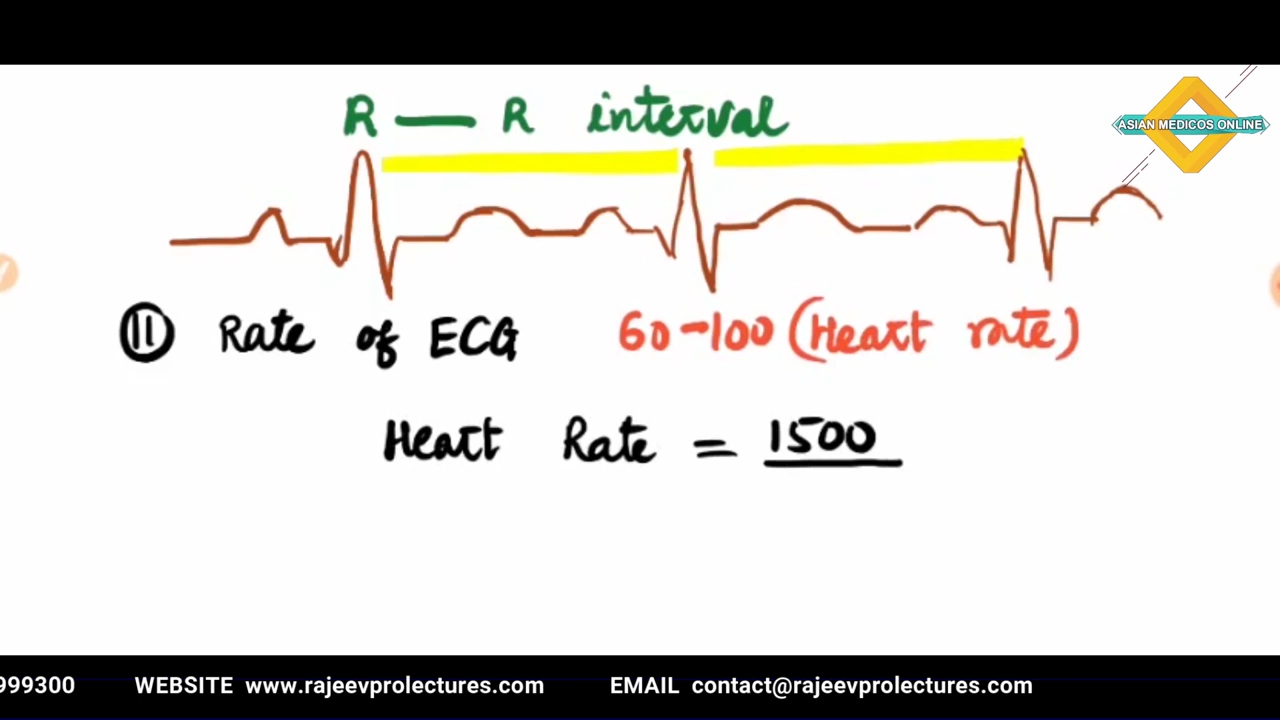 R — R interval
ASIAN MEDICOS ONLINE
11 Rate of ECG 60-100 (Heart rate)
Heart Rate = 1500
999300 WEBSITE www.rajeevprolectures.com EMAIL contact@rajeevprolectures.com